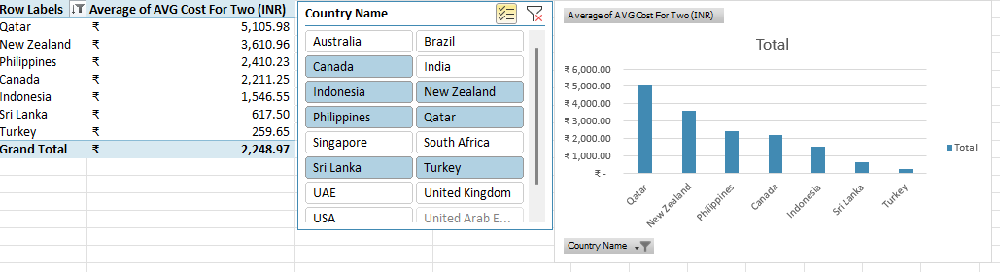 Row Labels Average of AVG Cost For Two (INR)
Qatar ₹ 5,105.98
New Zealand ₹ 3,610.96
Philippines ₹ 2,410.23
Canada ₹ 2,211.25
Indonesia ₹ 1,546.55
Sri Lanka ₹ 617.50
Turkey ₹ 259.65
Grand Total ₹ 2,248.97
Country Name
Australia Brazil
Canada India
Indonesia New Zealand
Philippines Qatar
Singapore South Africa
Sri Lanka Turkey
UAE United Kingdom
USA United Arab E...
Average of AVG Cost For Two (INR)
Total
₹ 6,000.00
₹ 5,000.00
₹ 4,000.00
₹ 3,000.00
₹ 2,000.00
₹ 1,000.00
₹ -
Qatar
New Zealand
Philippines
Canada
Indonesia
Sri Lanka
Turkey
Total
Country Name